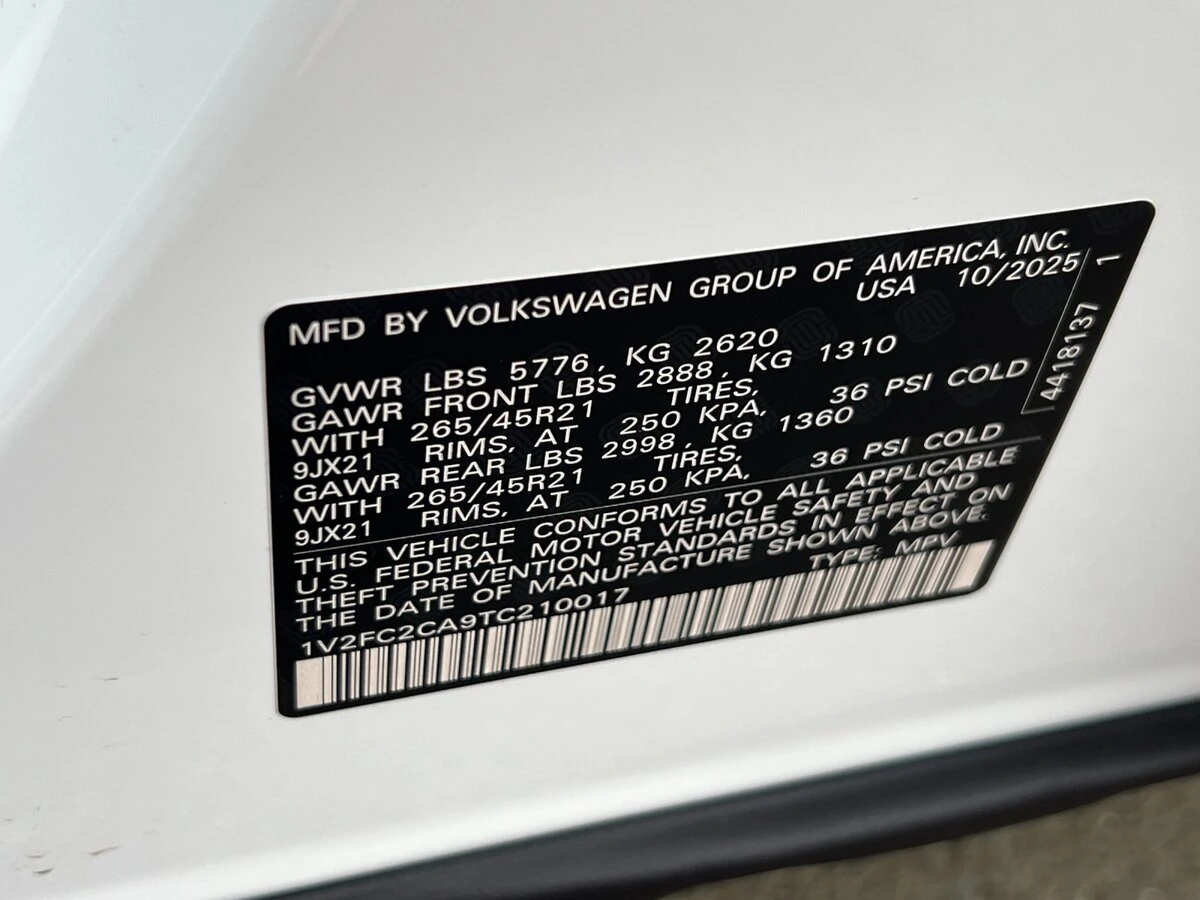 MFD BY VOLKSWAGEN GROUP OF AMERICA, INC.
USA 10/2025 1
4418137
GVWR LBS 5776, KG 2620
GAWR FRONT LBS 2888, KG 1310
WITH 265/45R21 TIRES,
9JX21 RIMS, AT 250 KPA, 36 PSI COLD
GAWR REAR LBS 2998, KG 1360
WITH 265/45R21 TIRES,
9JX21 RIMS, AT 250 KPA, 36 PSI COLD
THIS VEHICLE CONFORMS TO ALL APPLICABLE
U.S. FEDERAL MOTOR VEHICLE SAFETY AND
THEFT PREVENTION STANDARDS IN EFFECT ON
THE DATE OF MANUFACTURE SHOWN ABOVE.
1V2FC2CA9TC210017 TYPE: MPV